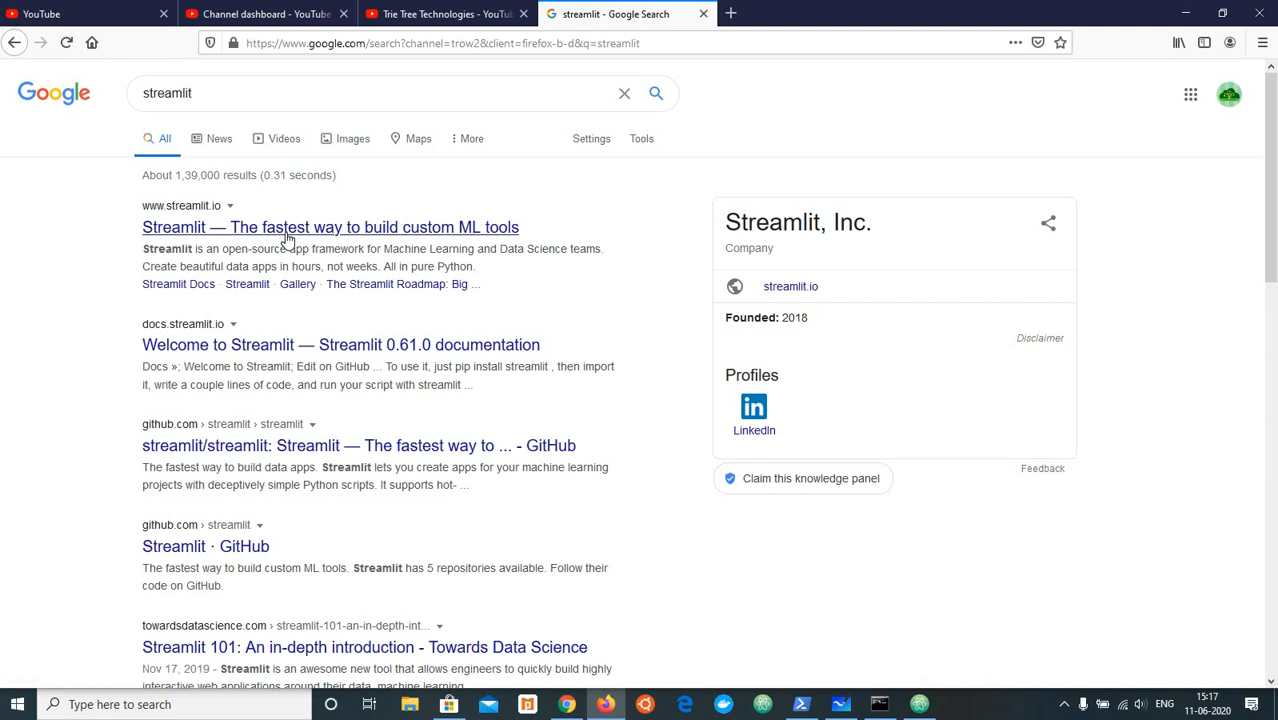 YouTube
Channel dashboard - YouTube
Trie Tree Technologies - YouTub
streamlit - Google Search
https://www.google.com/search?channel=trow2&client=firefox-b-d&q=streamlit
Google
streamlit
All
News
Videos
Images
Maps
More
Settings
Tools
About 1,39,000 results (0.31 seconds)
www.streamlit.io
Streamlit — The fastest way to build custom ML tools
Streamlit is an open-source app framework for Machine Learning and Data Science teams.
Create beautiful data apps in hours, not weeks. All in pure Python.
Streamlit Docs · Streamlit · Gallery · The Streamlit Roadmap: Big ...
docs.streamlit.io
Welcome to Streamlit — Streamlit 0.61.0 documentation
Docs »; Welcome to Streamlit; Edit on GitHub ... To use it, just pip install streamlit , then import
it, write a couple lines of code, and run your script with streamlit ...
github.com › streamlit › streamlit
streamlit/streamlit: Streamlit — The fastest way to ... - GitHub
The fastest way to build data apps. Streamlit lets you create apps for your machine learning
projects with deceptively simple Python scripts. It supports hot- ...
github.com › streamlit
Streamlit · GitHub
The fastest way to build custom ML tools. Streamlit has 5 repositories available. Follow their
code on GitHub.
towardsdatascience.com › streamlit-101-an-in-depth-int...
Streamlit 101: An in-depth introduction - Towards Data Science
Nov 17, 2019 - Streamlit is an awesome new tool that allows engineers to quickly build highly
interactive web applications around their data, machine learning
Streamlit, Inc.
Company
streamlit.io
Founded: 2018
Disclaimer
Profiles
in
LinkedIn
Feedback
Claim this knowledge panel
Type here to search
ENG
15:17
11-06-2020